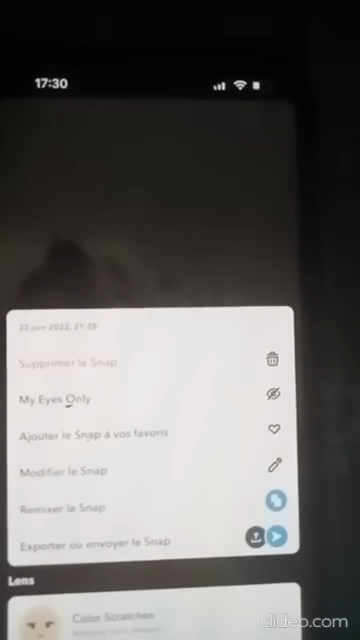 17:30
23 juin 2022, 21:38
Supprimer le Snap
My Eyes Only
Ajouter le Snap à vos favoris
Modifier le Snap
Remixer le Snap
Exporter ou envoyer le Snap
Lens
Color Scratches
clideo.com